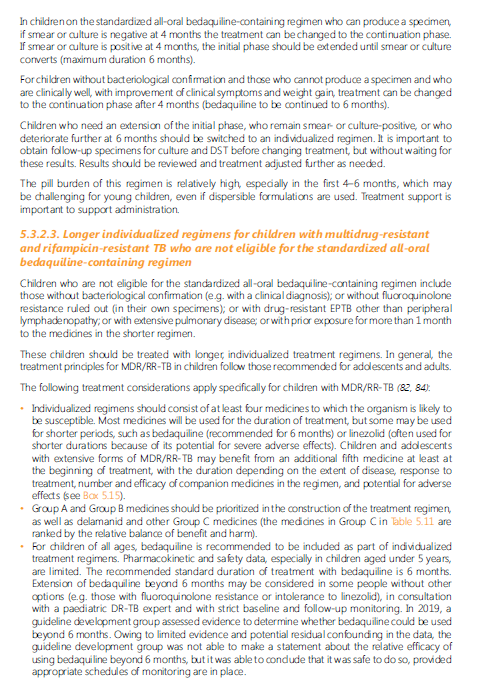 In children on the standardized all-oral bedaquiline-containing regimen who can produce a specimen,
if smear or culture is negative at 4 months the treatment can be changed to the continuation phase.
If smear or culture is positive at 4 months, the initial phase should be extended until smear or culture
converts (maximum duration 6 months).
For children without bacteriological confirmation and those who cannot produce a specimen and who
are clinically well, with improvement of clinical symptoms and weight gain, treatment can be changed
to the continuation phase after 4 months (bedaquiline to be continued to 6 months).
Children who need an extension of the initial phase, who remain smear- or culture-positive, or who
deteriorate further at 6 months should be switched to an individualized regimen. It is important to
obtain follow-up specimens for culture and DST before changing treatment, but without waiting for
these results. Results should be reviewed and treatment adjusted further as needed.
The pill burden of this regimen is relatively high, especially in the first 4–6 months, which may
be challenging for young children, even if dispersible formulations are used. Treatment support is
important to support administration.
5.3.2.3. Longer individualized regimens for children with multidrug-resistant
and rifampicin-resistant TB who are not eligible for the standardized all-oral
bedaquiline-containing regimen
Children who are not eligible for the standardized all-oral bedaquiline-containing regimen include
those without bacteriological confirmation (e.g. with a clinical diagnosis); or without fluoroquinolone
resistance ruled out (in their own specimens); or with drug-resistant EPTB other than peripheral
lymphadenopathy; or with extensive pulmonary disease; or with prior exposure for more than 1 month
to the medicines in the shorter regimen.
These children should be treated with longer, individualized treatment regimens. In general, the
treatment principles for MDR/RR-TB in children follow those recommended for adolescents and adults.
The following treatment considerations apply specifically for children with MDR/RR-TB (82, 84):
• Individualized regimens should consist of at least four medicines to which the organism is likely to
be susceptible. Most medicines will be used for the duration of treatment, but some may be used
for shorter periods, such as bedaquiline (recommended for 6 months) or linezolid (often used for
shorter durations because of its potential for severe adverse effects). Children and adolescents
with extensive forms of MDR/RR-TB may benefit from an additional fifth medicine at least at
the beginning of treatment, with the duration depending on the extent of disease, response to
treatment, number and efficacy of companion medicines in the regimen, and potential for adverse
effects (see Box 5.15).
• Group A and Group B medicines should be prioritized in the construction of the treatment regimen,
as well as delamanid and other Group C medicines (the medicines in Group C in Table 5.11 are
ranked by the relative balance of benefit and harm).
• For children of all ages, bedaquiline is recommended to be included as part of individualized
treatment regimens. Pharmacokinetic and safety data, especially in children aged under 5 years,
are limited. The recommended standard duration of treatment with bedaquiline is 6 months.
Extension of bedaquiline beyond 6 months may be considered in some people without other
options (e.g. those with fluoroquinolone resistance or intolerance to linezolid), in consultation
with a paediatric DR-TB expert and with strict baseline and follow-up monitoring. In 2019, a
guideline development group assessed evidence to determine whether bedaquiline could be used
beyond 6 months. Owing to limited evidence and potential residual confounding in the data, the
guideline development group was not able to make a statement about the relative efficacy of
using bedaquiline beyond 6 months, but it was able to conclude that it was safe to do so, provided
appropriate schedules of monitoring are in place.